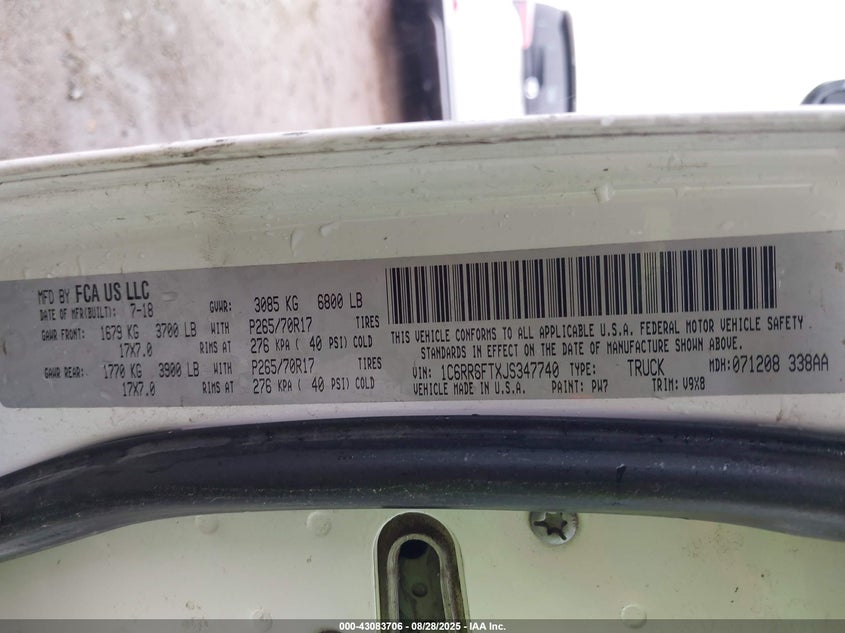 MFD BY FCA US LLC
DATE OF MFR(BUILT): 7-18 GVWR: 3085 KG 6800 LB
GAWR FRONT: 1679 KG 3700 LB WITH P265/70R17 TIRES
17X7.0 RIMS AT 276 KPA ( 40 PSI) COLD
GAWR REAR: 1770 KG 3900 LB WITH P265/70R17 TIRES
17X7.0 RIMS AT 276 KPA ( 40 PSI) COLD
THIS VEHICLE CONFORMS TO ALL APPLICABLE U.S.A. FEDERAL MOTOR VEHICLE SAFETY
STANDARDS IN EFFECT ON THE DATE OF MANUFACTURE SHOWN ABOVE.
VIN: 1C6RR6FTXJS347740 TYPE: TRUCK MDH: 071208 338AA
VEHICLE MADE IN U.S.A. PAINT: PW7 TRIM: V9X8
000-43083706 - 08/28/2025 - IAA Inc.